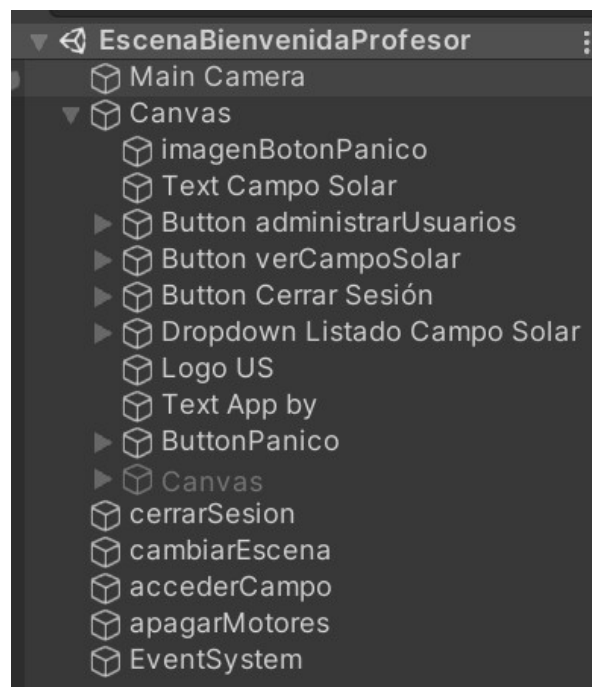 EscenaBienvenidaProfesor
Main Camera
Canvas
imagenBotonPanico
Text Campo Solar
Button administrarUsuarios
Button verCampoSolar
Button Cerrar Sesión
Dropdown Listado Campo Solar
Logo US
Text App by
ButtonPanico
Canvas
cerrarSesion
cambiarEscena
accederCampo
apagarMotores
EventSystem